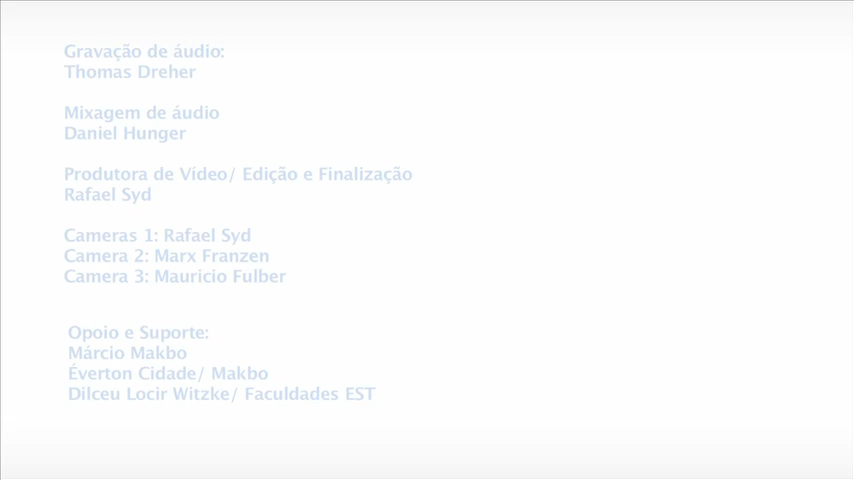 Gravação de áudio:
Thomas Dreher
Mixagem de áudio
Daniel Hunger
Produtora de Vídeo/ Edição e Finalização
Rafael Syd
Cameras 1: Rafael Syd
Camera 2: Marx Franzen
Camera 3: Mauricio Fulber
Opoio e Suporte:
Márcio Makbo
Éverton Cidade/ Makbo
Dilceu Locir Witzke/ Faculdades EST